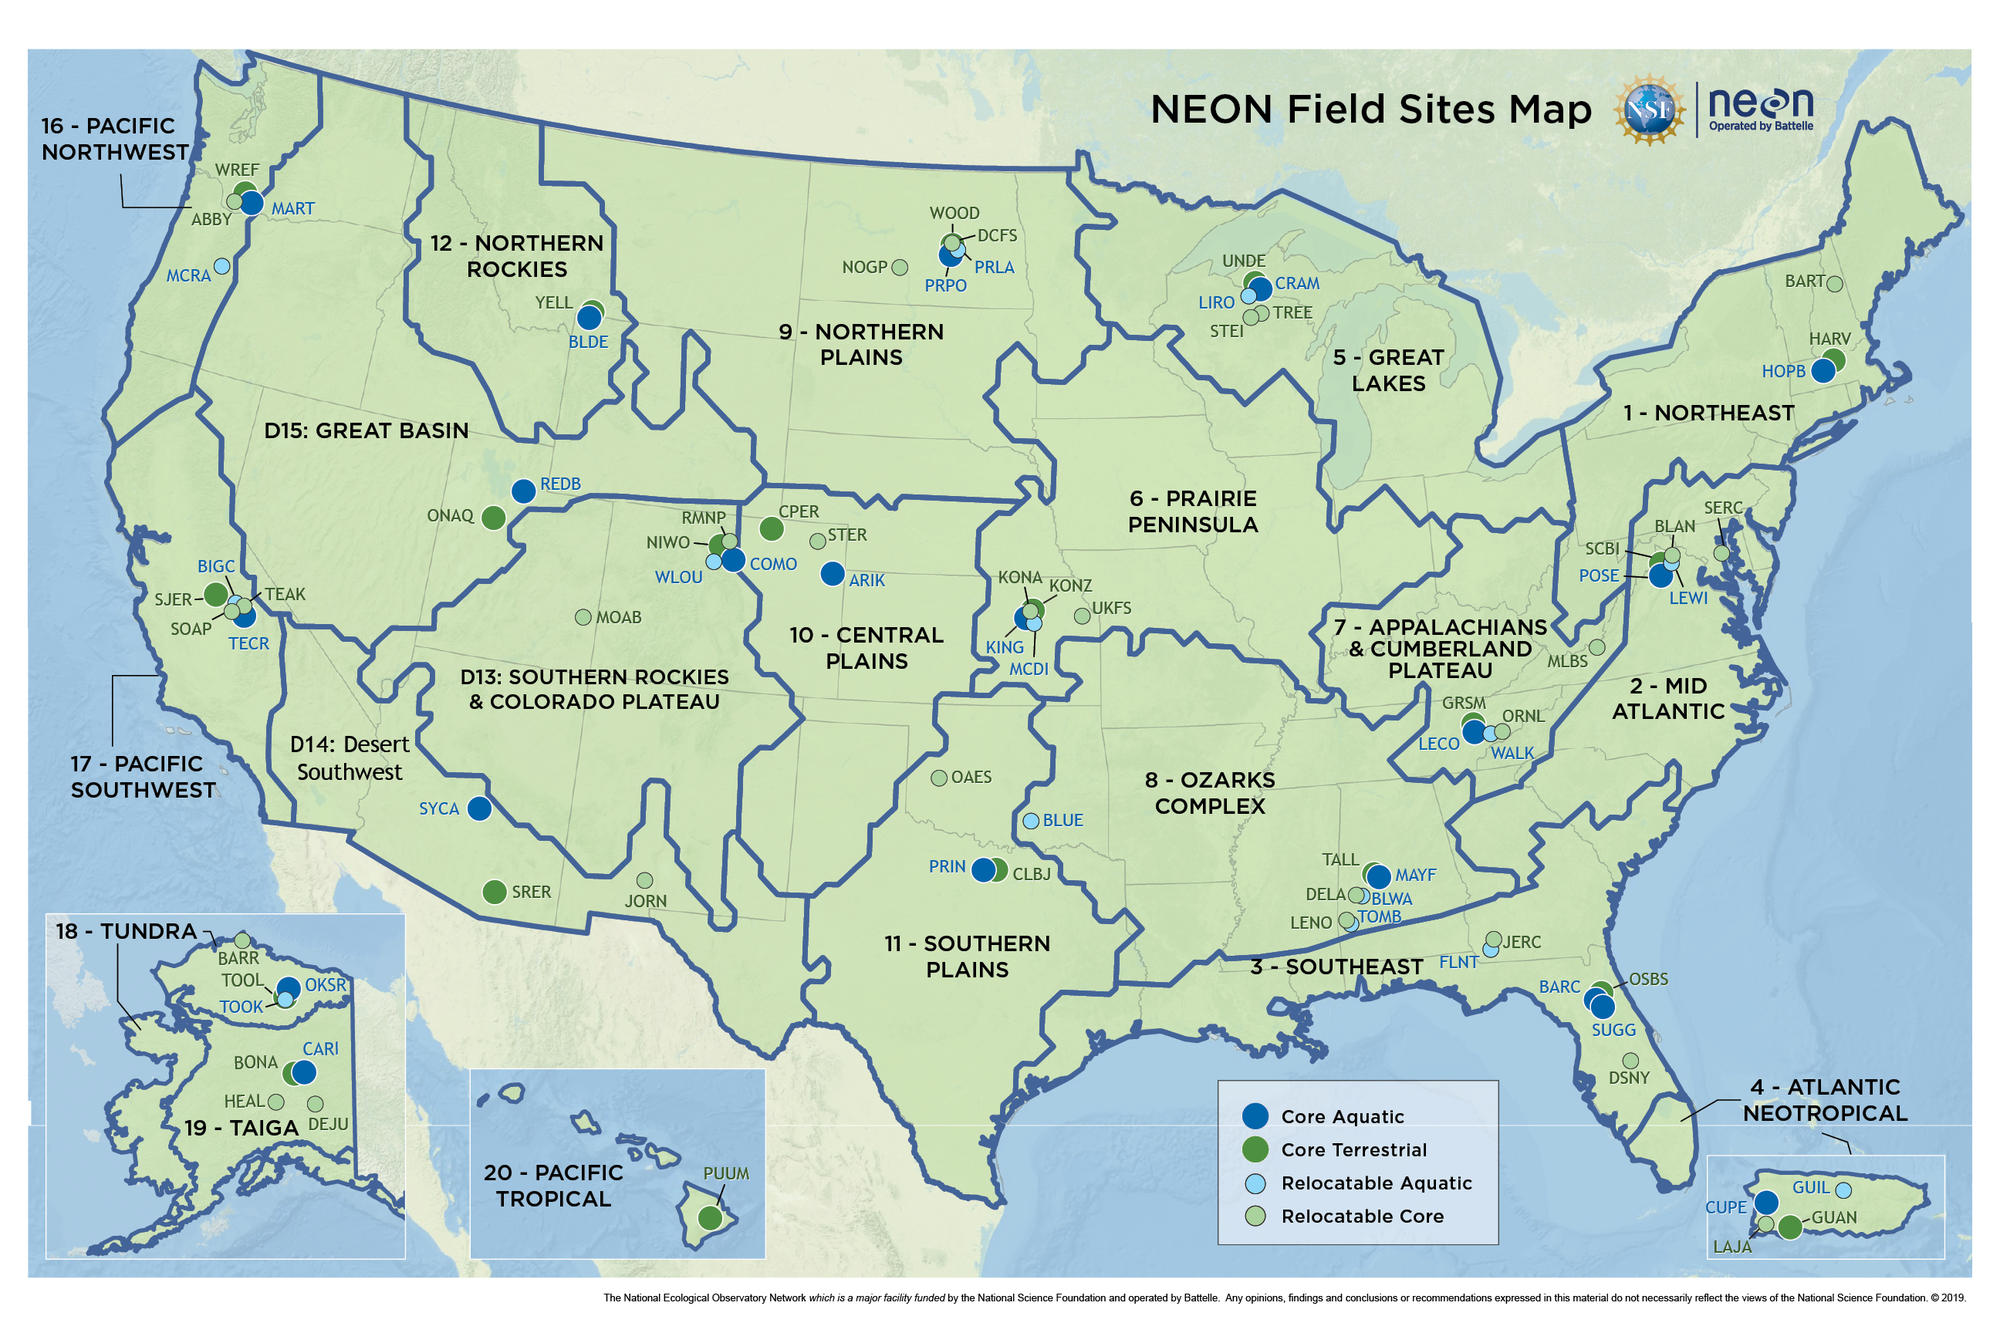 NEON Field Sites Map
NSF
neon
Operated by Battelle
16 - PACIFIC
NORTHWEST
WREF
ABBY
MART
MCRA
12 - NORTHERN
ROCKIES
YELL
BLDE
WOOD
DCFS
NOGP
PRLA
PRPO
9 - NORTHERN
PLAINS
UNDE
CRAM
LIRO
TREE
STEI
5 - GREAT
LAKES
BART
HARV
HOPB
1 - NORTHEAST
D15: GREAT BASIN
REDB
ONAQ
RMNP
NIWO
WLOU
COMO
CPER
STER
ARIK
6 - PRAIRIE
PENINSULA
SERC
BLAN
SCBI
POSE
LEWI
BIGC
SJER
TEAK
SOAP
TECR
MOAB
10 - CENTRAL
PLAINS
KONA
KONZ
UKFS
KING
MCDI
7 - APPALACHIANS
& CUMBERLAND
PLATEAU
MLBS
D13: SOUTHERN ROCKIES
& COLORADO PLATEAU
2 - MID
ATLANTIC
GRSM
ORNL
LECO
WALK
D14: Desert
Southwest
17 - PACIFIC
SOUTHWEST
OAES
8 - OZARKS
COMPLEX
SYCA
BLUE
PRIN
CLBJ
TALL
MAYF
DELA
BLWA
LENO
TOMB
SRER
JORN
11 - SOUTHERN
PLAINS
JERC
FLNT
3 - SOUTHEAST
OSBS
BARC
SUGG
DSNY
18 - TUNDRA
BARR
TOOL
OKSR
TOOK
CARI
BONA
HEAL
DEJU
19 - TAIGA
20 - PACIFIC
TROPICAL
PUUM
Core Aquatic
Core Terrestrial
Relocatable Aquatic
Relocatable Core
4 - ATLANTIC
NEOTROPICAL
CUPE
GUIL
GUAN
LAJA
The National Ecological Observatory Network which is a major facility funded by the National Science Foundation and operated by Battelle. Any opinions, findings and conclusions or recommendations expressed in this material do not necessarily reflect the views of the National Science Foundation. © 2019.